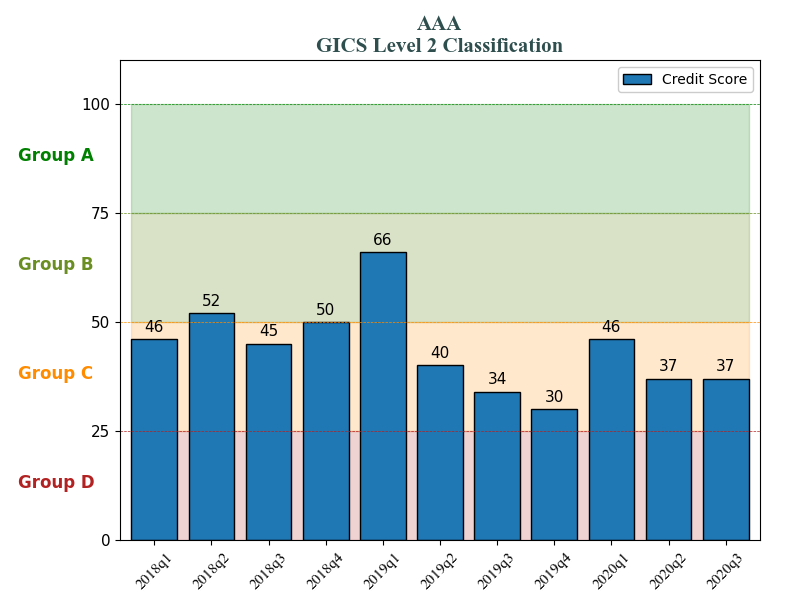 AAA
GICS Level 2 Classification
Credit Score
100
Group A
75
66
Group B
52
50
50
46
45
46
40
37
37
34
30
Group C
25
Group D
0
2018q1
2018q2
2018q3
2018q4
2019q1
2019q2
2019q3
2019q4
2020q1
2020q2
2020q3